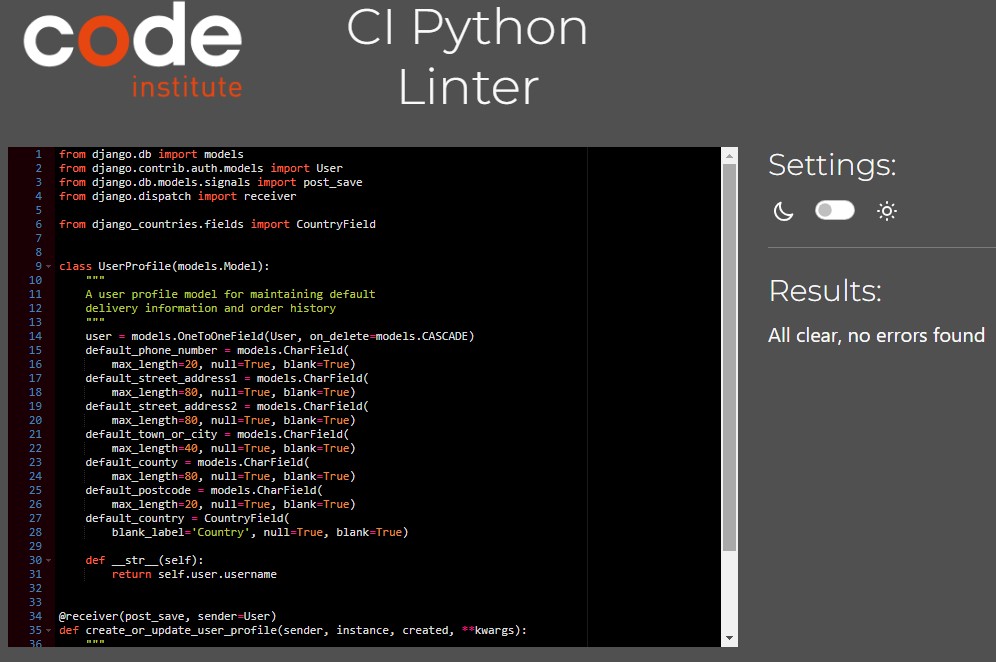 code
institute
CI Python
Linter
1 from django.db import models
2 from django.contrib.auth.models import User
3 from django.db.models.signals import post_save
4 from django.dispatch import receiver
5
6 from django_countries.fields import CountryField
7
8
9 class UserProfile(models.Model):
10     """
11     A user profile model for maintaining default
12     delivery information and order history
13     """
14     user = models.OneToOneField(User, on_delete=models.CASCADE)
15     default_phone_number = models.CharField(
16         max_length=20, null=True, blank=True)
17     default_street_address1 = models.CharField(
18         max_length=80, null=True, blank=True)
19     default_street_address2 = models.CharField(
20         max_length=80, null=True, blank=True)
21     default_town_or_city = models.CharField(
22         max_length=40, null=True, blank=True)
23     default_county = models.CharField(
24         max_length=80, null=True, blank=True)
25     default_postcode = models.CharField(
26         max_length=20, null=True, blank=True)
27     default_country = CountryField(
28         blank_label='Country', null=True, blank=True)
29
30     def __str__(self):
31         return self.user.username
32
33
34 @receiver(post_save, sender=User)
35 def create_or_update_user_profile(sender, instance, created, **kwargs):
36     """
Settings:
Results:
All clear, no errors found